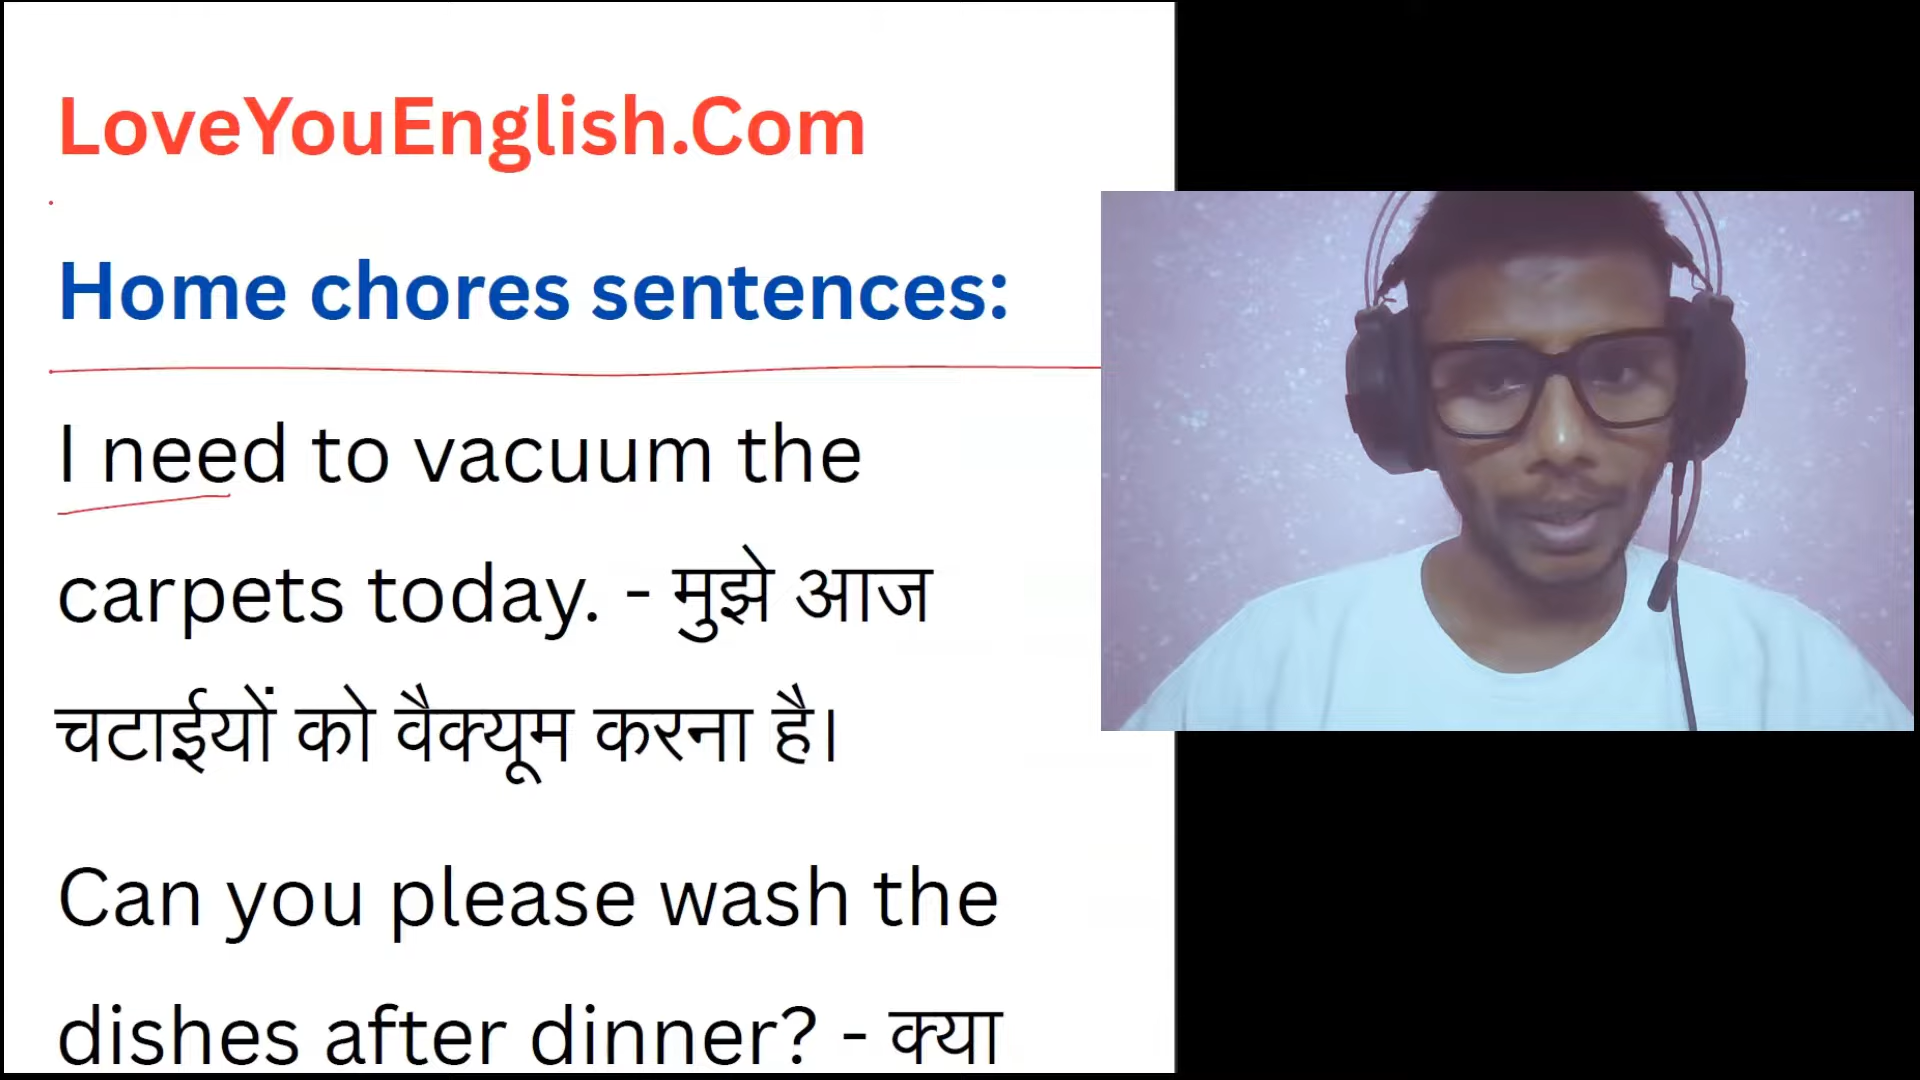 LoveYouEnglish.Com
Home chores sentences:
I need to vacuum the
carpets today. - मुझे आज
चटाईयों को वैक्यूम करना है।
Can you please wash the
dishes after dinner? - क्या